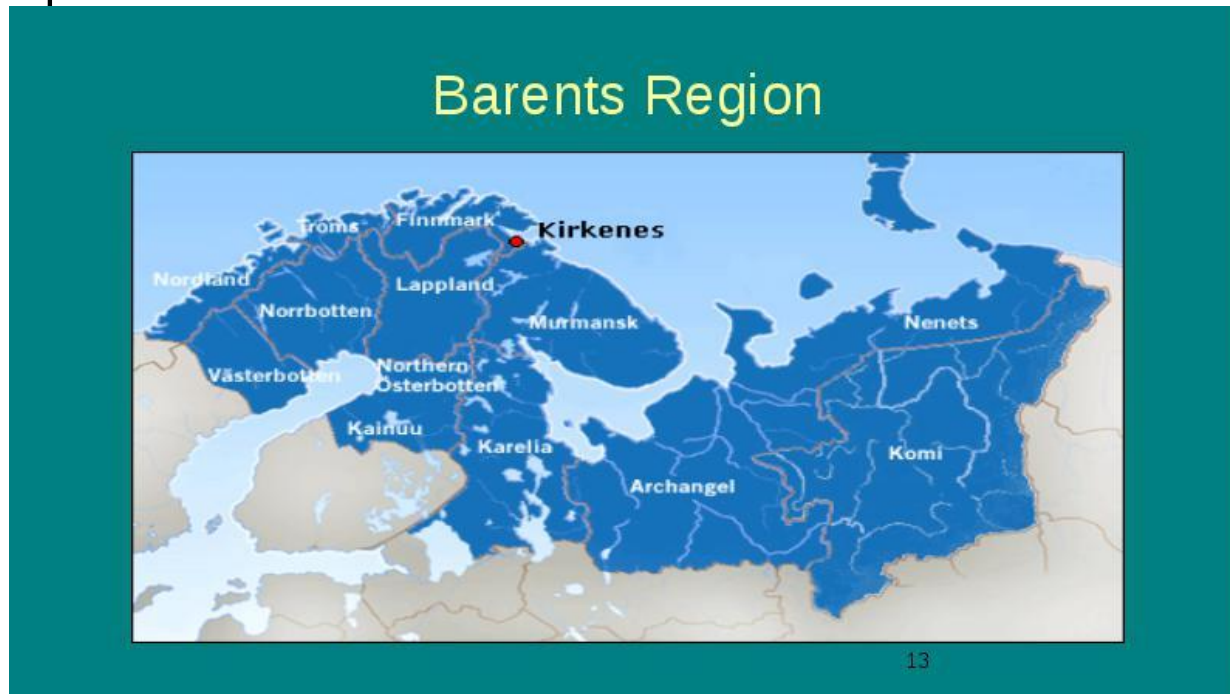 Barents Region
Finnmark
Troms
Kirkenes
Nordland
Lappland
Norrbotten
Murmansk
Nenets
Västerbotten
Northern
Österbotten
Kainuu
Karelia
Komi
Archangel
13